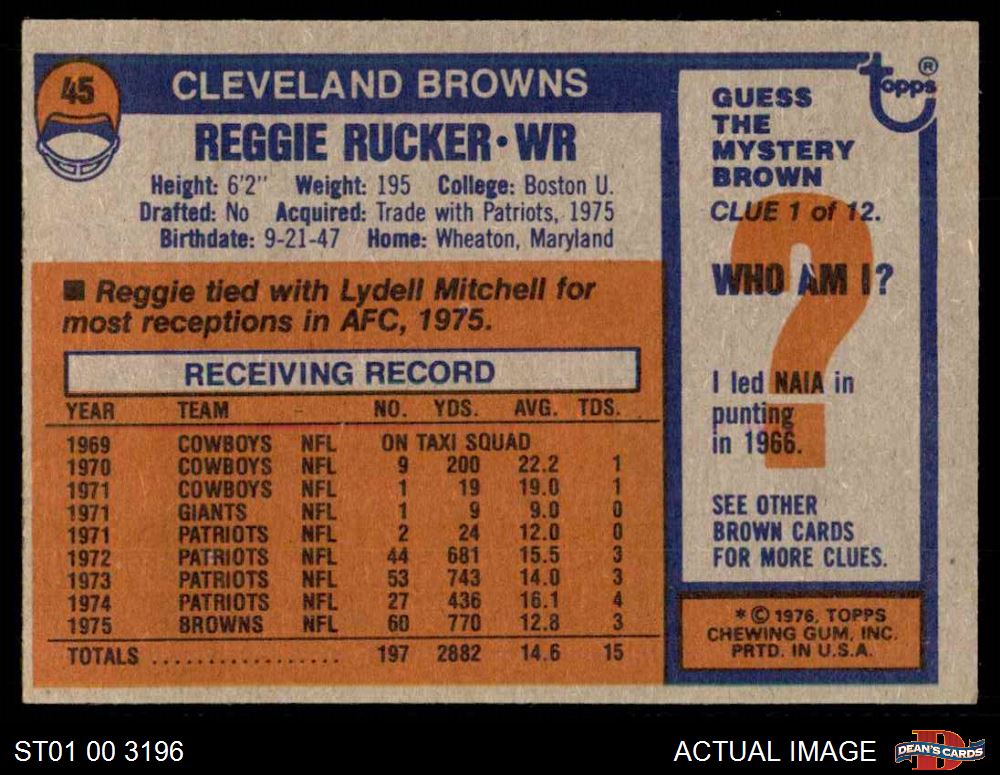 45
CLEVELAND BROWNS
REGGIE RUCKER • WR
Height: 6'2" Weight: 195 College: Boston U.
Drafted: No Acquired: Trade with Patriots, 1975
Birthdate: 9-21-47 Home: Wheaton, Maryland
■ Reggie tied with Lydell Mitchell for
most receptions in AFC, 1975.
RECEIVING RECORD
YEAR TEAM NO. YDS. AVG. TDS.
1969 COWBOYS NFL ON TAXI SQUAD
1970 COWBOYS NFL 9 200 22.2 1
1971 COWBOYS NFL 1 19 19.0 1
1971 GIANTS NFL 1 9 9.0 0
1971 PATRIOTS NFL 2 24 12.0 0
1972 PATRIOTS NFL 44 681 15.5 3
1973 PATRIOTS NFL 53 743 14.0 3
1974 PATRIOTS NFL 27 436 16.1 4
1975 BROWNS NFL 60 770 12.8 3
TOTALS .................. 197 2882 14.6 15
topps ®
GUESS
THE
MYSTERY
BROWN
CLUE 1 of 12.
?
WHO AM I?
I led NAIA in
punting
in 1966.
SEE OTHER
BROWN CARDS
FOR MORE CLUES.
* © 1976, TOPPS
CHEWING GUM, INC.
PRTD. IN U.S.A.
ST01 00 3196
ACTUAL IMAGE
D
DEAN'S CARDS